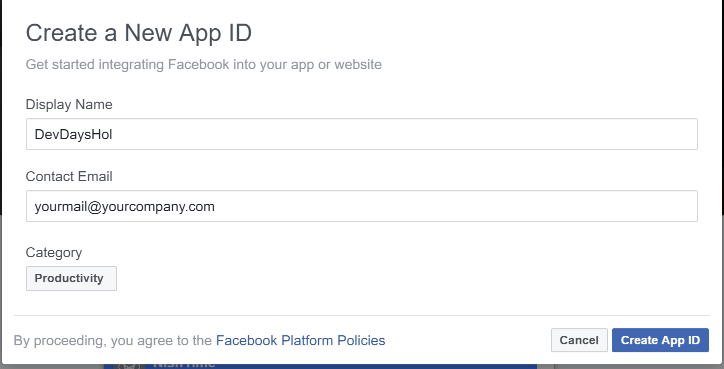 Create a New App ID
Get started integrating Facebook into your app or website
Display Name
DevDaysHol
Contact Email
yourmail@yourcompany.com
Category
Productivity
By proceeding, you agree to the Facebook Platform Policies
Cancel
Create App ID